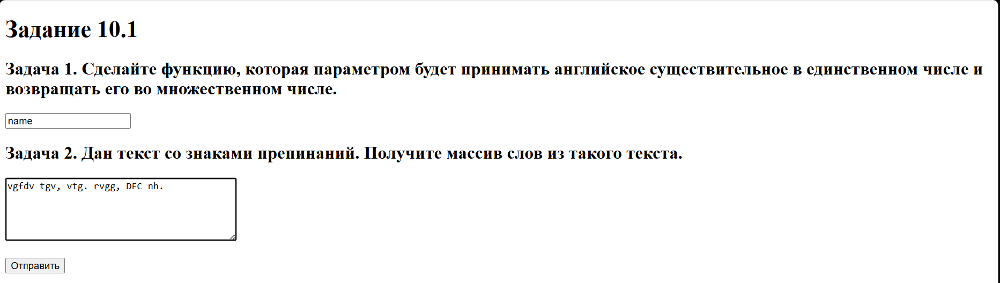 Задание 10.1
Задача 1. Сделайте функцию, которая параметром будет принимать английское существительное в единственном числе и
возвращать его во множественном числе.
name
Задача 2. Дан текст со знаками препинаний. Получите массив слов из такого текста.
vgfdv tgv, vtg. rvgg, DFC nh.
Отправить